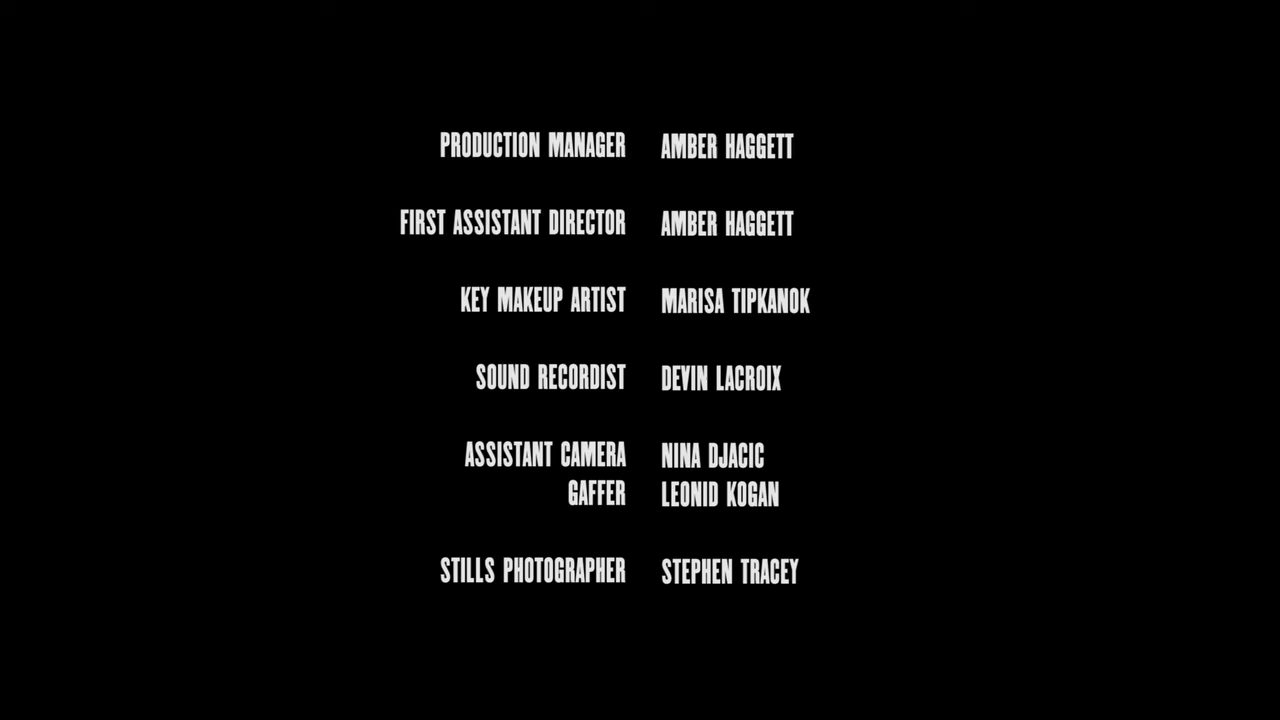 PRODUCTION MANAGER AMBER HAGGETT
FIRST ASSISTANT DIRECTOR AMBER HAGGETT
KEY MAKEUP ARTIST MARISA TIPKANOK
SOUND RECORDIST DEVIN LACROIX
ASSISTANT CAMERA NINA DJACIC
GAFFER LEONID KOGAN
STILLS PHOTOGRAPHER STEPHEN TRACEY